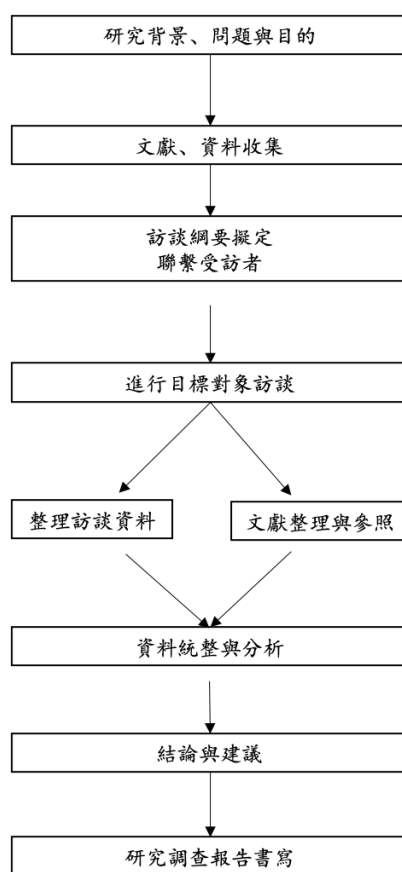 研究背景、問題與目的
文獻、資料收集
訪談綱要擬定
聯繫受訪者
進行目標對象訪談
整理訪談資料
文獻整理與參照
資料統整與分析
結論與建議
研究調查報告書寫